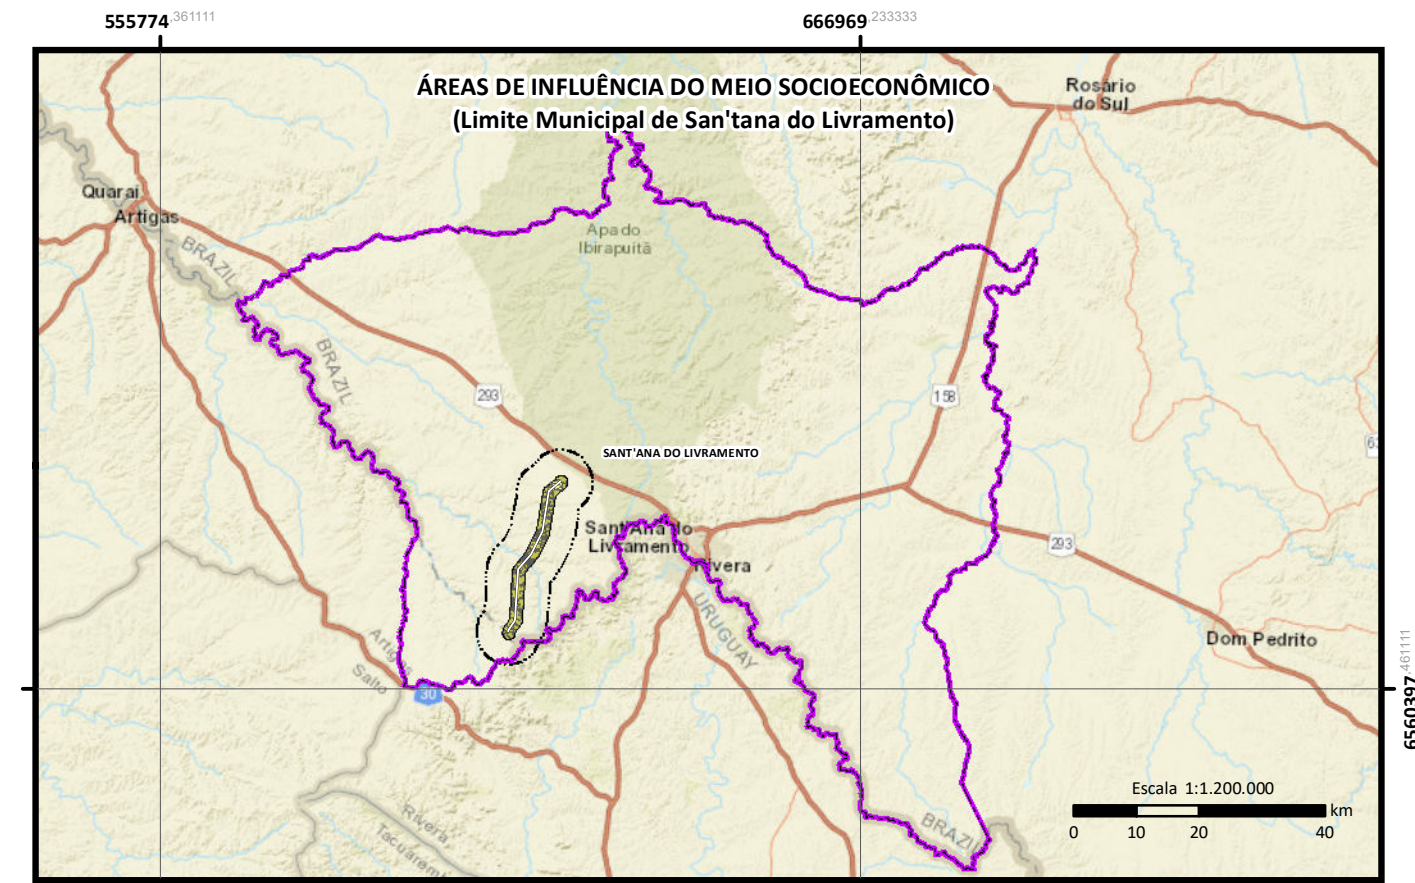 555774,361111
666969,233333
ÁREAS DE INFLUÊNCIA DO MEIO SOCIOECONÔMICO
(Limite Municipal de San'tana do Livramento)
Rosário
do Sul
Quaraí
Artigas
BRAZIL
Apa do
Ibirapuitã
BRAZIL
293
158
SANT'ANA DO LIVRAMENTO
Sant'Ana do
Livramento
Rivera
293
URUGUAY
Artigas
Salto
30
Dom Pedrito
6560397,461111
Escala 1:1.200.000
km
0 10 20 40
BRAZIL
Rivera